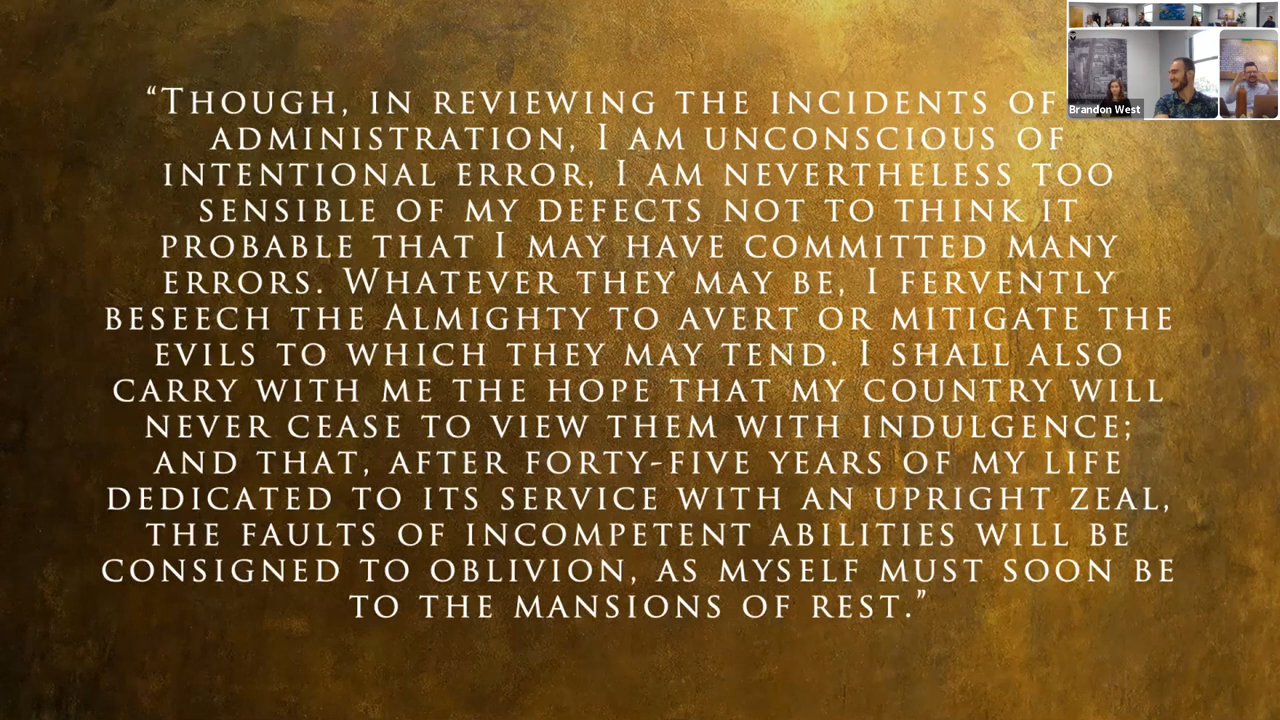 “Though, in reviewing the incidents of
administration, I am unconscious of
intentional error, I am nevertheless too
sensible of my defects not to think it
probable that I may have committed many
errors. Whatever they may be, I fervently
beseech the Almighty to avert or mitigate the
evils to which they may tend. I shall also
carry with me the hope that my country will
never cease to view them with indulgence;
and that, after forty-five years of my life
dedicated to its service with an upright zeal,
the faults of incompetent abilities will be
consigned to oblivion, as myself must soon be
to the mansions of rest.”
Brandon West